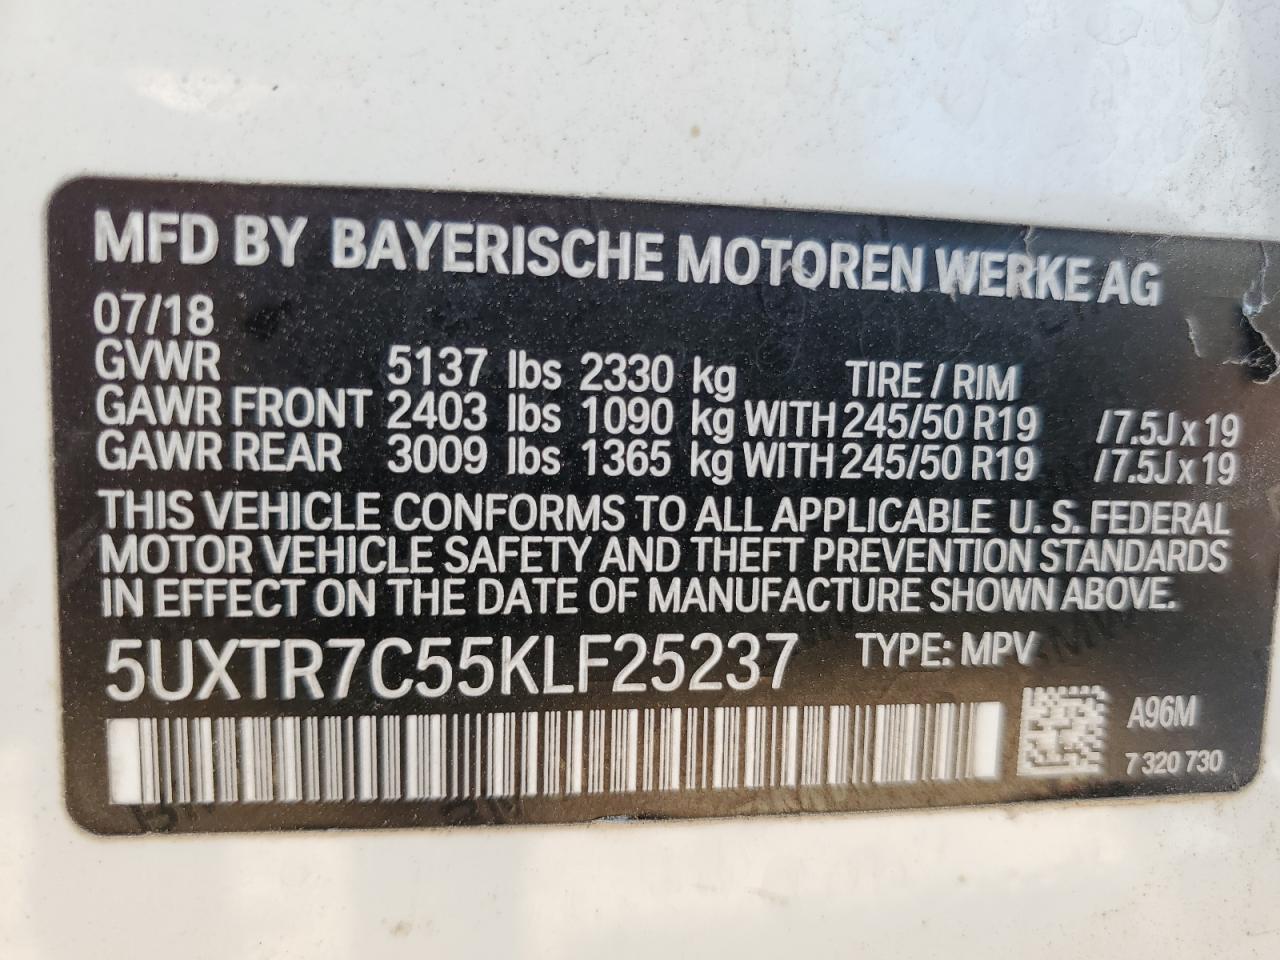 MFD BY BAYERISCHE MOTOREN WERKE AG
07/18
GVWR 5137 lbs 2330 kg TIRE / RIM
GAWR FRONT 2403 lbs 1090 kg WITH 245/50 R19 /7.5J x 19
GAWR REAR 3009 lbs 1365 kg WITH 245/50 R19 /7.5J x 19
THIS VEHICLE CONFORMS TO ALL APPLICABLE U. S. FEDERAL
MOTOR VEHICLE SAFETY AND THEFT PREVENTION STANDARDS
IN EFFECT ON THE DATE OF MANUFACTURE SHOWN ABOVE.
5UXTR7C55KLF25237 TYPE: MPV
A96M
7 320 730